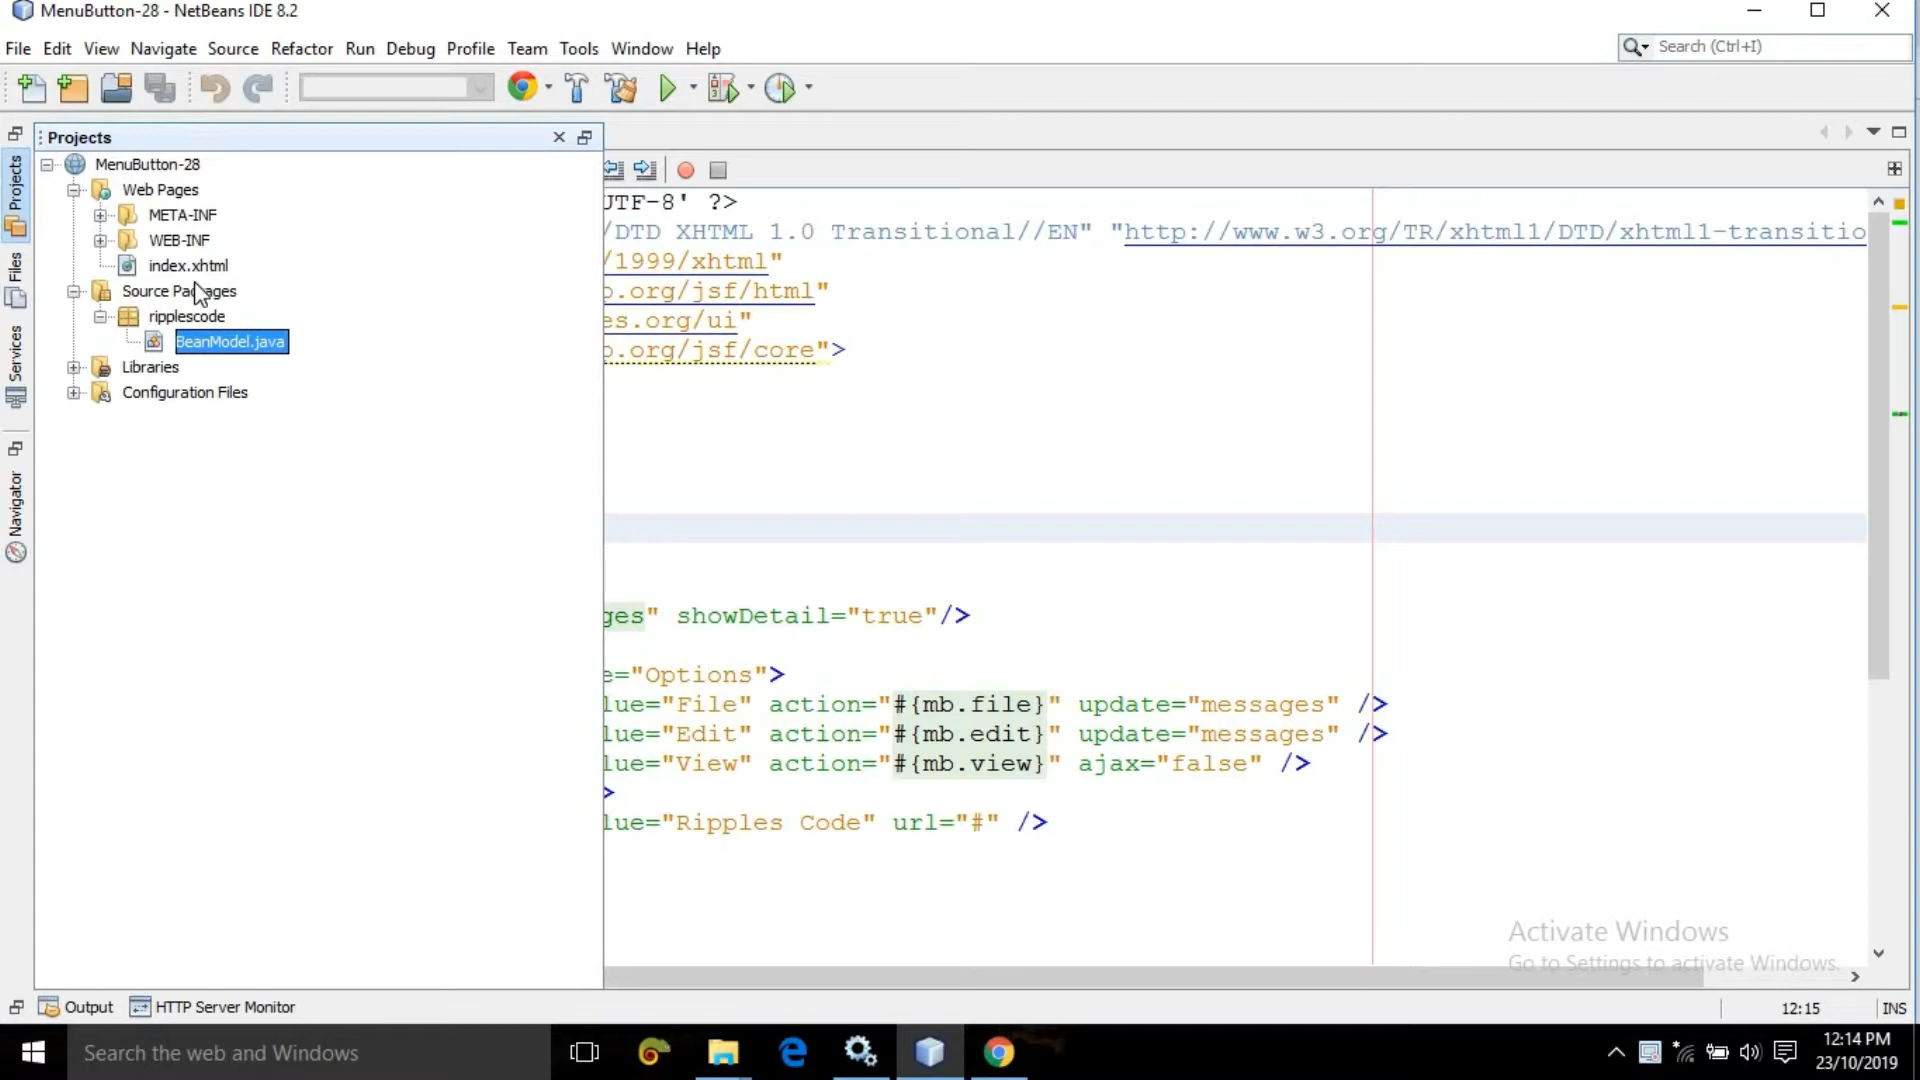 MenuButton-28 - NetBeans IDE 8.2
File Edit View Navigate Source Refactor Run Debug Profile Team Tools Window Help
Search (Ctrl+I)
Projects
MenuButton-28
Web Pages
META-INF
WEB-INF
index.xhtml
Source Packages
ripplescode
BeanModel.java
Libraries
Configuration Files
Projects
Files
Services
Navigator
UTF-8' ?>
/DTD XHTML 1.0 Transitional//EN" "http://www.w3.org/TR/xhtml1/DTD/xhtml1-transitio
/1999/xhtml"
p.org/jsf/html"
es.org/ui"
p.org/jsf/core">
ges" showDetail="true"/>
e="Options">
lue="File" action="#{mb.file}" update="messages" />
lue="Edit" action="#{mb.edit}" update="messages" />
lue="View" action="#{mb.view}" ajax="false" />
>
lue="Ripples Code" url="#" />
Activate Windows
Go to Settings to activate Windows.
Output HTTP Server Monitor
12:15 INS
Search the web and Windows
12:14 PM
23/10/2019